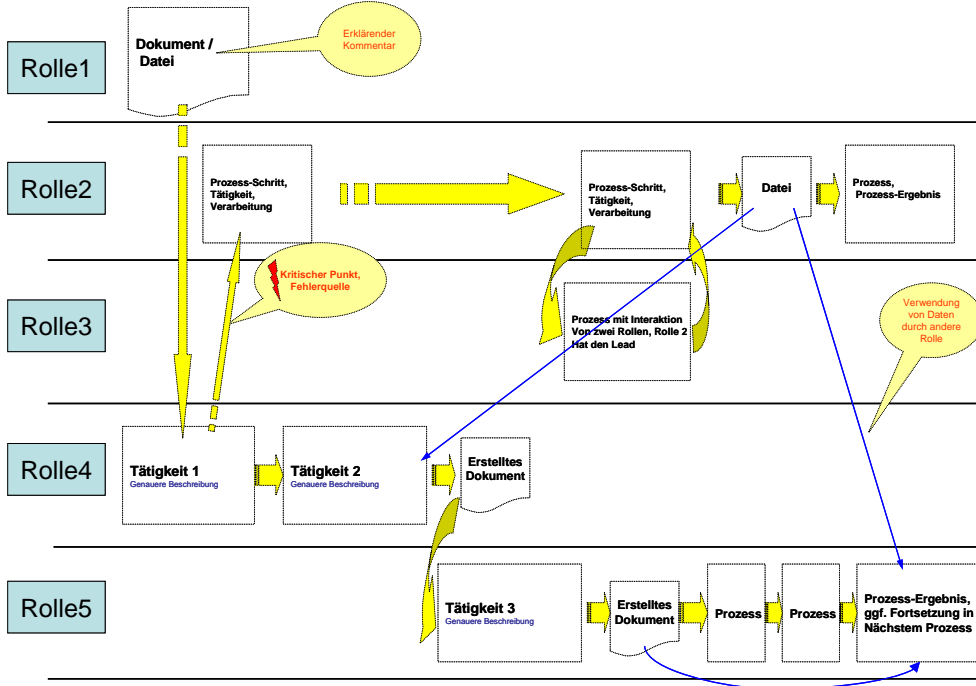 Rolle1
Dokument /
Datei
Erklärender
Kommentar
Rolle2
Prozess-Schritt,
Tätigkeit,
Verarbeitung
Prozess-Schritt,
Tätigkeit,
Verarbeitung
Datei
Prozess,
Prozess-Ergebnis
Kritischer Punkt,
Fehlerquelle
Rolle3
Prozess mit Interaktion
Von zwei Rollen, Rolle 2
Hat den Lead
Verwendung
von Daten
durch andere
Rolle
Rolle4
Tätigkeit 1
Genauere Beschreibung
Tätigkeit 2
Genauere Beschreibung
Erstelltes
Dokument
Rolle5
Tätigkeit 3
Genauere Beschreibung
Erstelltes
Dokument
Prozess
Prozess
Prozess-Ergebnis,
ggf. Fortsetzung in
Nächstem Prozess